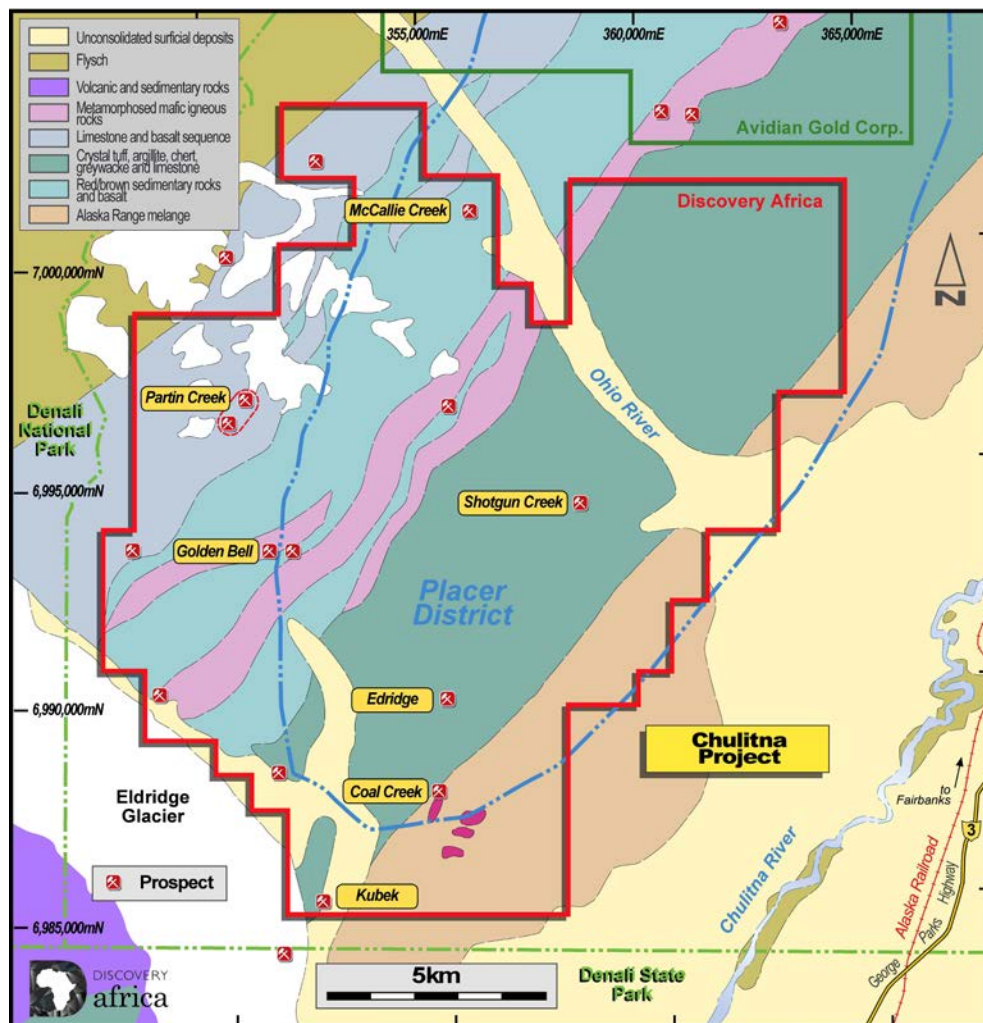 355,000mE
360,000mE
365,000mE
Unconsolidated surficial deposits
Flysch
Volcanic and sedimentary rocks
Metamorphosed mafic igneous
rocks
Limestone and basalt sequence
Crystal tuff, argillite, chert,
greywacke and limestone
Red/brown sedimentary rocks
and basalt
Alaska Range melange
Avidian Gold Corp.
Discovery Africa
McCallie Creek
7,000,000mN
N
Ohio River
Partin Creek
Denali
National
Park
6,995,000mN
Shotgun Creek
Golden Bell
Placer
District
Edridge
6,990,000mN
Chulitna
Project
Coal Creek
Eldridge
Glacier
to
Fairbanks
3
Prospect
Kubek
Chulitna River
Alaska Railroad
George Parks Highway
6,985,000mN
DISCOVERY
africa
5km
Denali State
Park